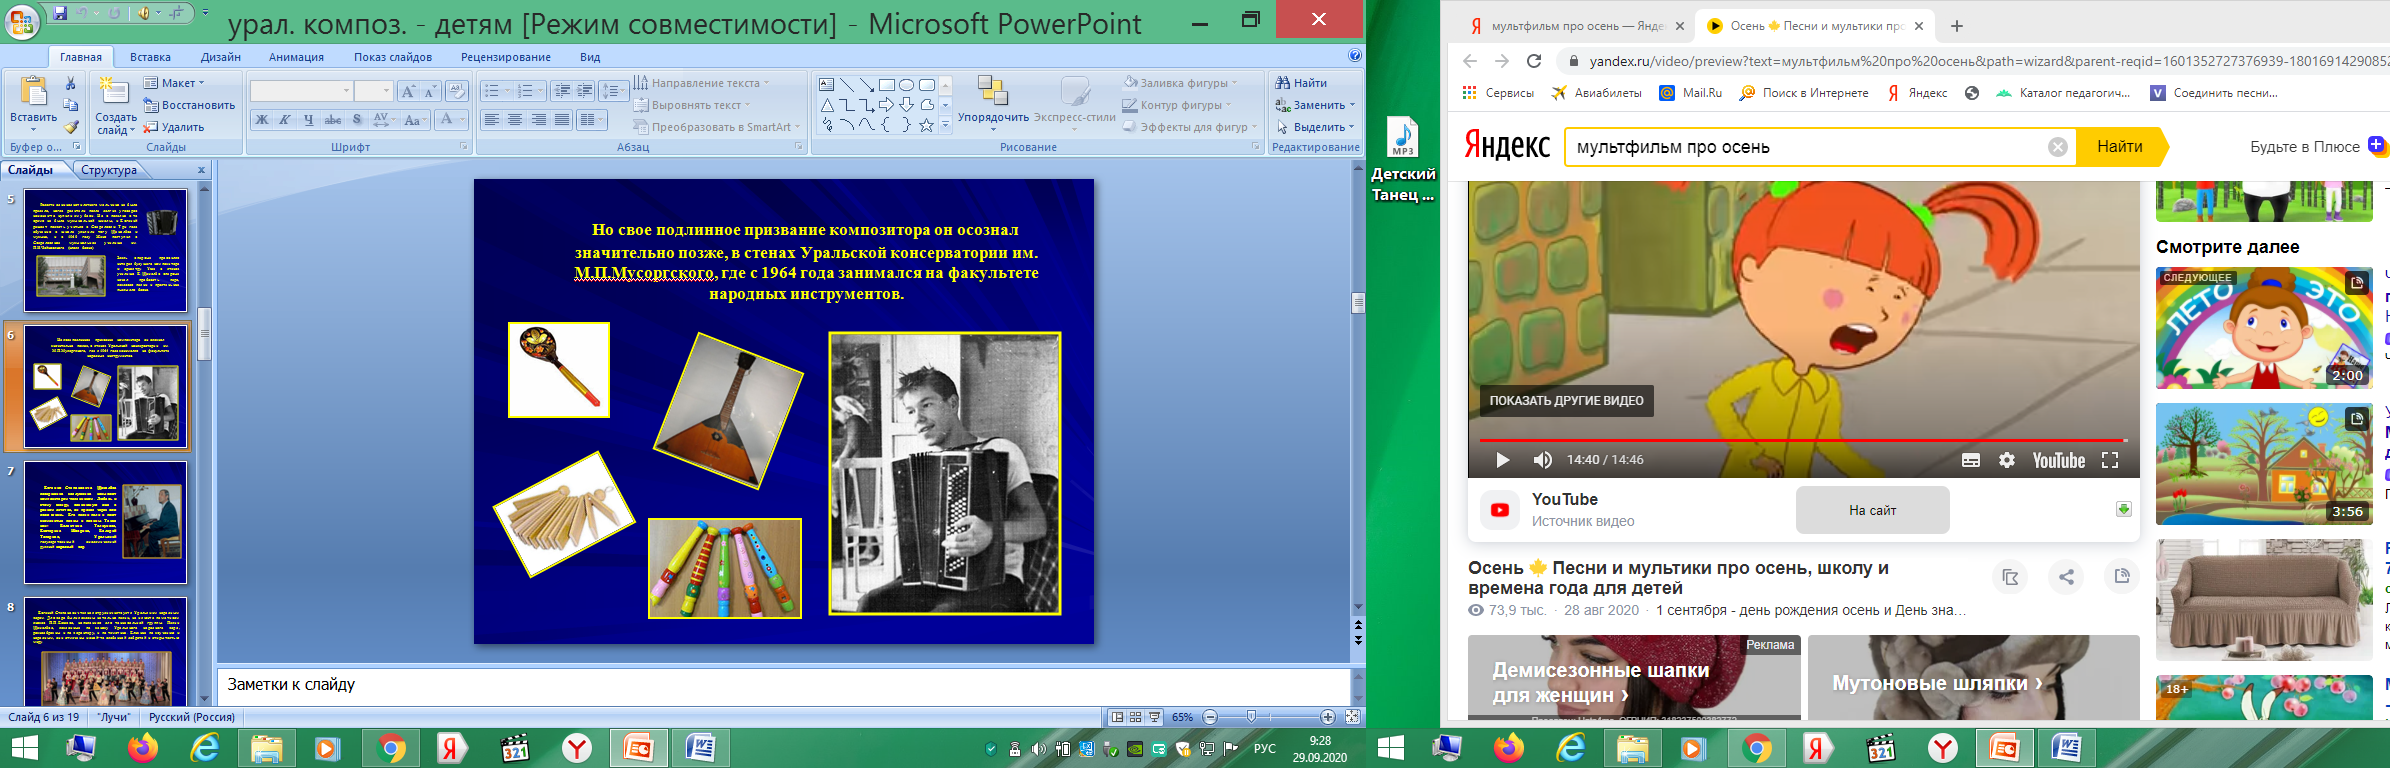 урал. композ. - детям [Режим совместимости] - Microsoft PowerPoint
Главная Вставка Дизайн Анимация Показ слайдов Рецензирование Вид
Вставить
Буфер о...
Создать слайд
Макет
Восстановить
Удалить
Слайды
Ж К Ч abc S AV Aa А
Шрифт
Направление текста
Выровнять текст
Преобразовать в SmartArt
Абзац
Упорядочить
Экспресс-стили
Заливка фигуры
Контур фигуры
Эффекты для фигур
Рисование
Найти
Заменить
Выделить
Редактирование
Слайды Структура
5
6
7
8
Но свое подлинное призвание композитора он осознал
значительно позже, в стенах Уральской консерватории им.
М.П.Мусоргского, где с 1964 года занимался на факультете
народных инструментов.
Заметки к слайду
Слайд 6 из 19 "Лучи" Русский (Россия)
65%
РУС
9:28
29.09.2020
MP3
Детский
Танец ...
мультфильм про осень — Янде
Осень 🍁 Песни и мультики про
yandex.ru/video/preview?text=мультфильм%20про%20осень&path=wizard&parent-reqid=1601352727376939-1801691429085
Сервисы Авиабилеты Mail.Ru Поиск в Интернете Яндекс Каталог педагогич... Соединить песни...
Яндекс
мультфильм про осень
Найти
Будьте в Плюсе
ПОКАЗАТЬ ДРУГИЕ ВИДЕО
14:40 / 14:46
YouTube
YouTube
Источник видео
На сайт
Осень 🍁 Песни и мультики про осень, школу и
времена года для детей
73,9 тыс. · 28 авг 2020 · 1 сентября - день рождения осень и День зна...
Реклама
Демисезонные шапки
для женщин ›
Мутоновые шляпки ›
Смотрите далее
СЛЕДУЮЩЕЕ
ЛЕТО ЭТО
2:00
3:56
18+